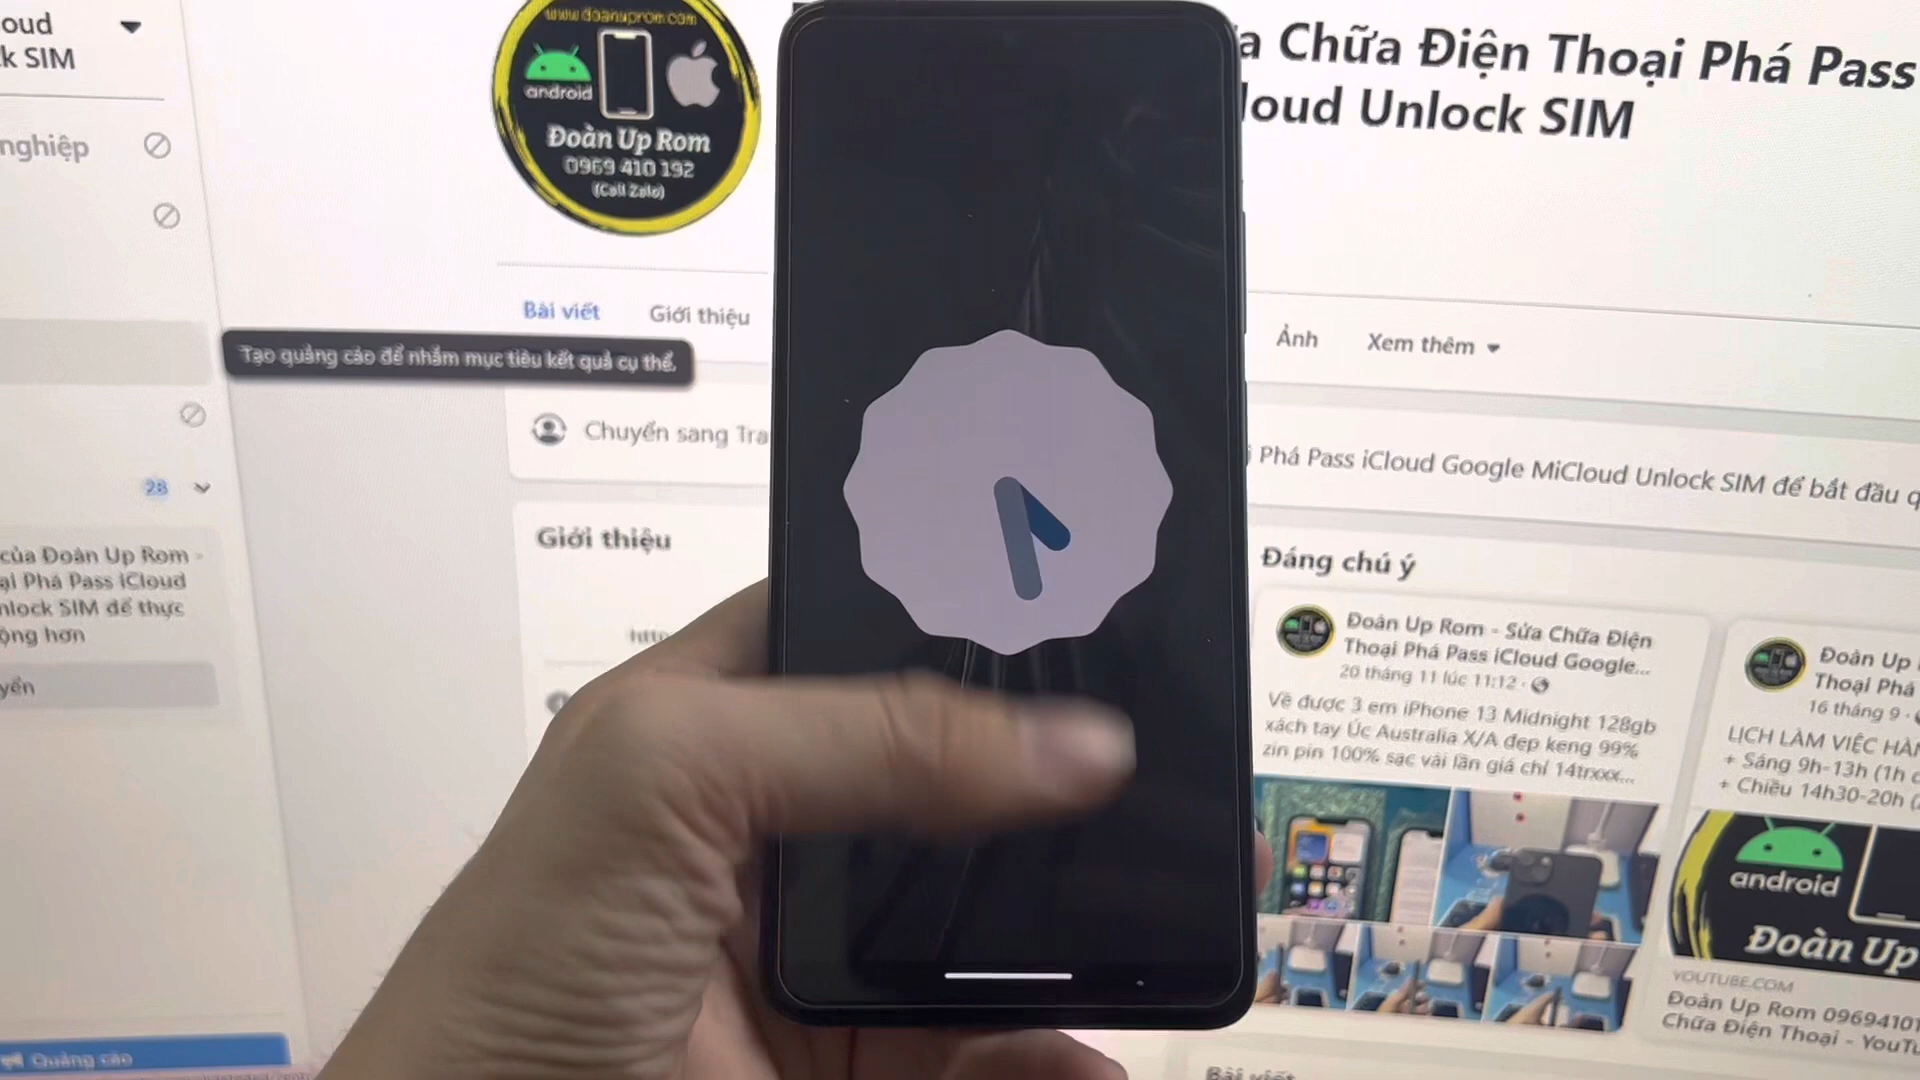 oud
k SIM
nghiệp
28
của Đoàn Up Rom -
ại Phá Pass iCloud
nlock SIM để thực
ộng hơn
yển
Quảng cáo
www.doanuprom.com
android
Đoàn Up Rom
0969 410 192
(Call Zalo)
a Chữa Điện Thoại Phá Pass
loud Unlock SIM
Bài viết
Giới thiệu
Ảnh
Xem thêm
Tạo quảng cáo để nhắm mục tiêu kết quả cụ thể.
Chuyển sang Tra
i Phá Pass iCloud Google MiCloud Unlock SIM để bắt đầu q
Giới thiệu
http
Đáng chú ý
Đoàn Up Rom - Sửa Chữa Điện
Thoại Phá Pass iCloud Google...
20 tháng 11 lúc 11:12 ·
Về được 3 em iPhone 13 Midnight 128gb
xách tay Úc Australia X/A đẹp keng 99%
zin pin 100% sạc vài lần giá chỉ 14trxxx...
Đoàn Up
Thoại Phá
16 tháng 9 ·
LỊCH LÀM VIỆC HÀN
+ Sáng 9h-13h (1h c
+ Chiều 14h30-20h (
android
Đoàn Up
YOUTUBE.COM
Đoàn Up Rom 09694101
Chữa Điện Thoại - YouTu
Bài viết